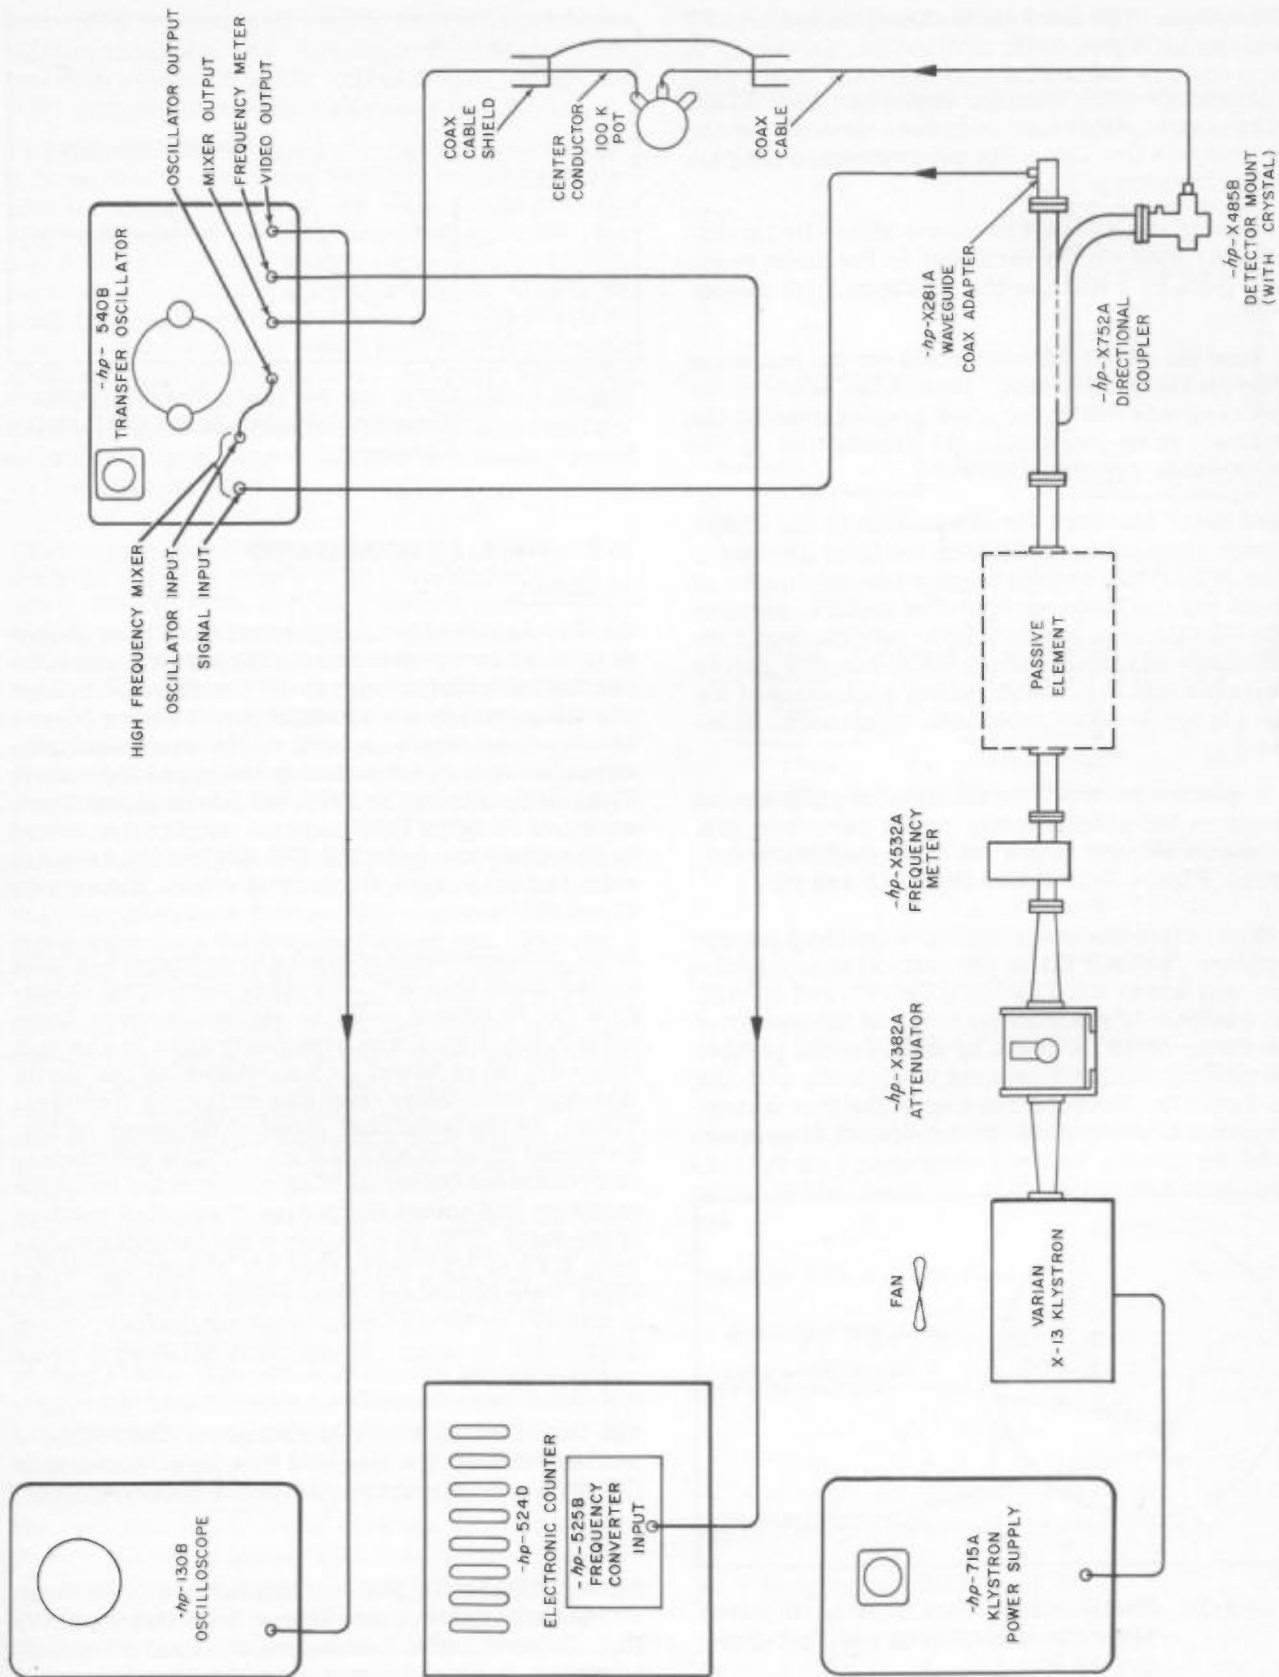 -hp-130B
OSCILLOSCOPE
-hp-524D
ELECTRONIC COUNTER
-hp-525B
FREQUENCY
CONVERTER
INPUT
-hp-715A
KLYSTRON
POWER SUPPLY
FAN
VARIAN
X-13 KLYSTRON
-hp-X382A
ATTENUATOR
-hp-X532A
FREQUENCY
METER
PASSIVE
ELEMENT
HIGH FREQUENCY MIXER
OSCILLATOR INPUT
SIGNAL INPUT
-hp- 540B
TRANSFER OSCILLATOR
OSCILLATOR OUTPUT
MIXER OUTPUT
FREQUENCY METER
VIDEO OUTPUT
COAX
CABLE
SHIELD
CENTER
CONDUCTOR
100 K
POT
COAX
CABLE
-hp-X281A
WAVEGUIDE
COAX ADAPTER
-hp-X752A
DIRECTIONAL
COUPLER
-hp-X485B
DETECTOR MOUNT
(WITH CRYSTAL)